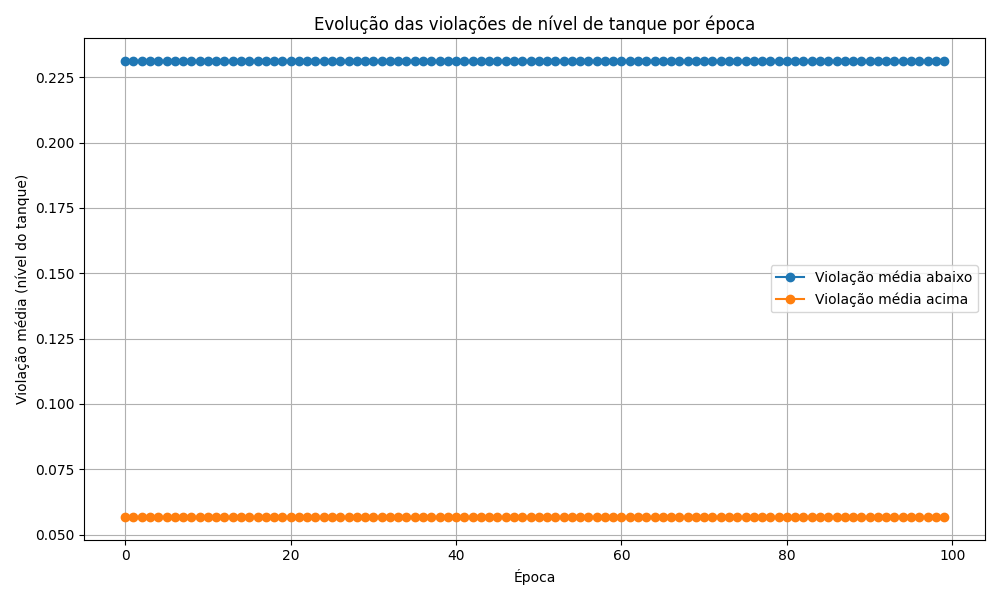 Evolução das violações de nível de tanque por época
Violação média (nível do tanque)
0.225
0.200
0.175
0.150
0.125
0.100
0.075
0.050
Violação média abaixo
Violação média acima
0
20
40
60
80
100
Época